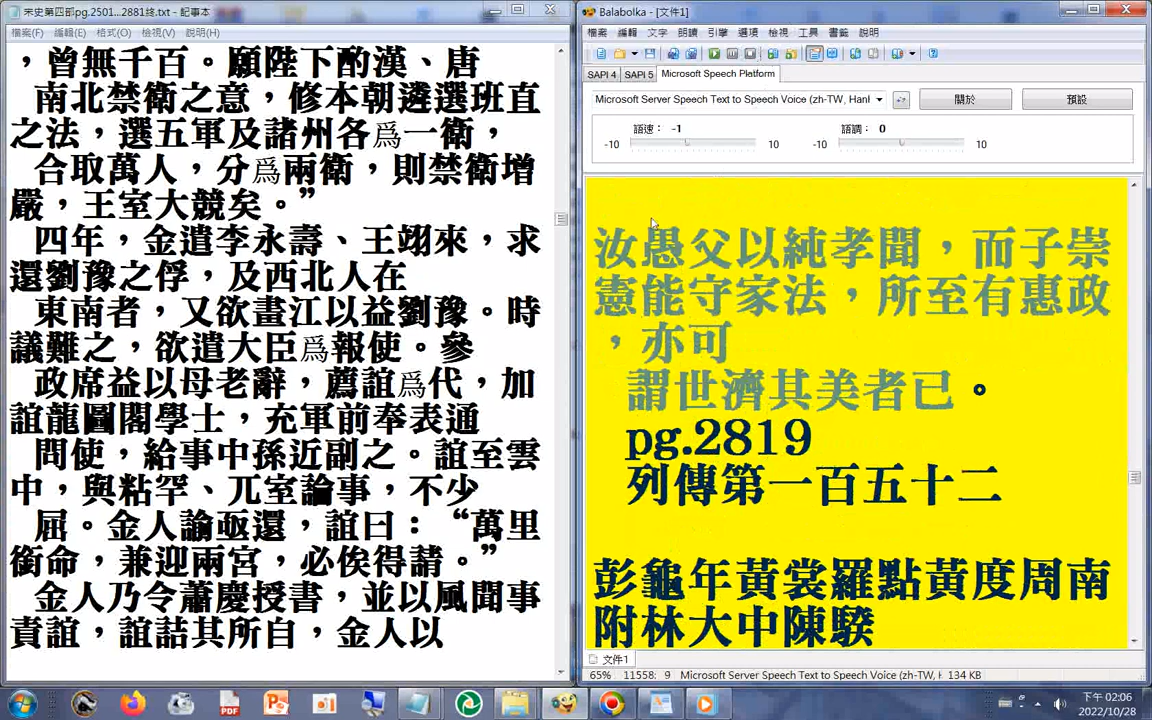 宋史第四部pg.2501...2881終.txt - 記事本
檔案(F) 編輯(E) 格式(O) 檢視(V) 說明(H)
，曾無千百。願陛下酌漢、唐
南北禁衛之意，修本朝遴選班直
之法，選五軍及諸州各爲一衛，
合取萬人，分爲兩衛，則禁衛增
嚴，王室大競矣。”
四年，金遣李永壽、王翊來，求
還劉豫之俘，及西北人在
東南者，又欲畫江以益劉豫。時
議難之，欲遣大臣爲報使。參
政席益以母老辭，薦誼爲代，加
誼龍圖閣學士，充軍前奉表通
問使，給事中孫近副之。誼至雲
中，與粘罕、兀室論事，不少
屈。金人諭亟還，誼曰：“萬里
銜命，兼迎兩宮，必俟得請。”
金人乃令蕭慶授書，並以風聞事
責誼，誼詰其所自，金人以
Balabolka - [文件1]
檔案 編輯 文字 朗讀 引擎 選項 檢視 工具 書籤 說明
SAPI 4 SAPI 5 Microsoft Speech Platform
Microsoft Server Speech Text to Speech Voice (zh-TW, Hanl 關於 預設
語速： -1 語調： 0
-10 10 -10 10
汝愚父以純孝聞，而子崇
憲能守家法，所至有惠政
，亦可
謂世濟其美者已。
pg.2819
列傳第一百五十二
彭龜年黃裳羅點黃度周南
附林大中陳騤
文件1
65% 11558: 9 Microsoft Server Speech Text to Speech Voice (zh-TW, H 134 KB
下午 02:06
2022/10/28